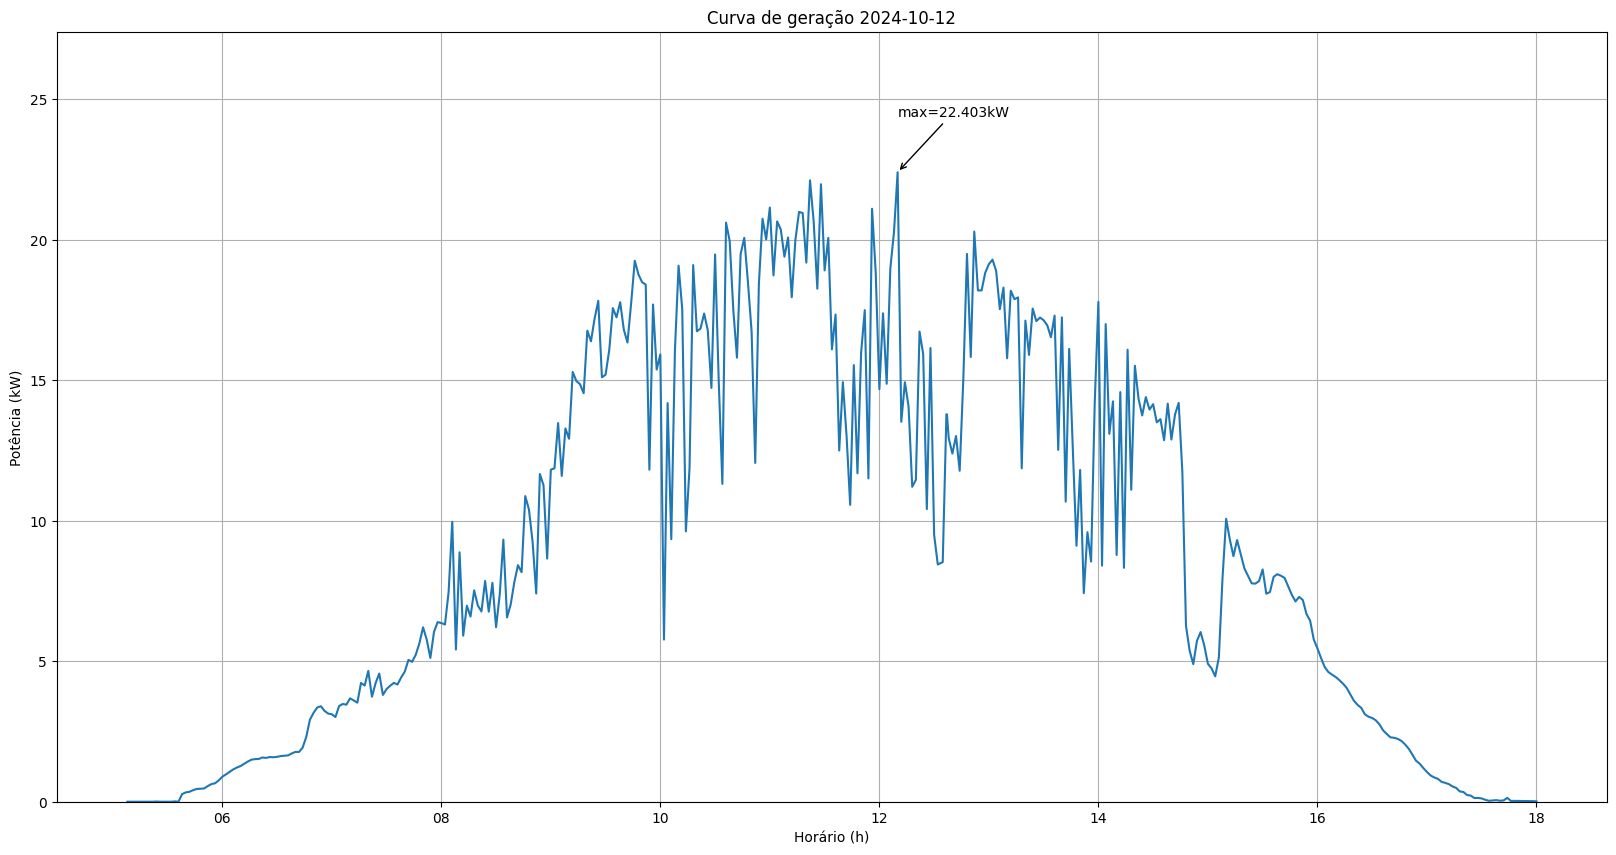 Curva de geração 2024-10-12
25
max=22.403kW
20
15
Potência (kW)
10
5
0
06 08 10 12 14 16 18
Horário (h)